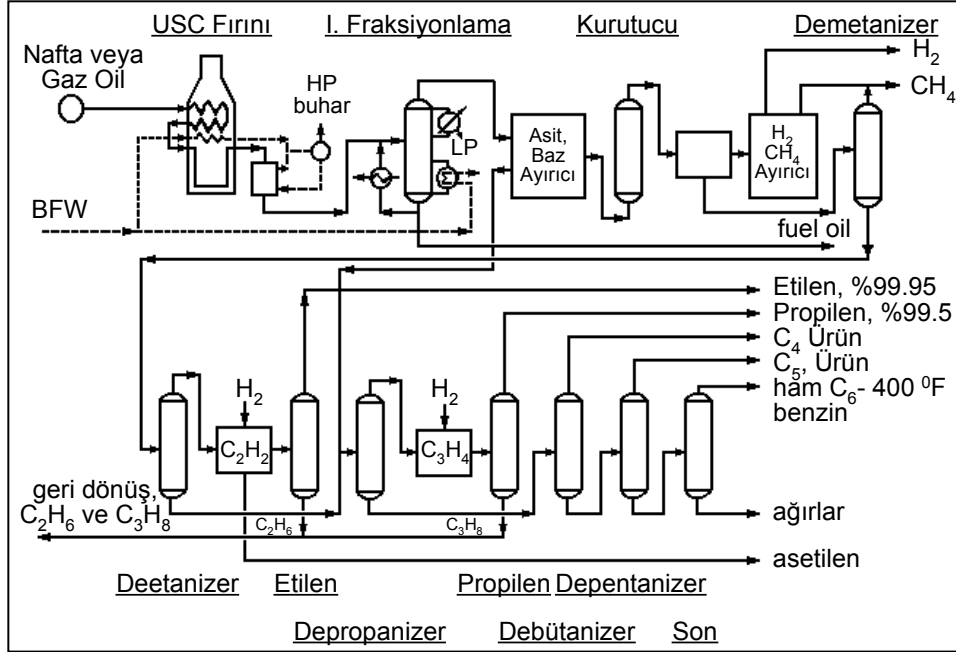 USC Fırını
I. Fraksiyonlama
Kurutucu
Demetanizer
Nafta veya
Gaz Oil
HP
buhar
H₂
CH₄
LP
Asit,
Baz
Ayırıcı
H₂
CH₄
Ayırıcı
BFW
fuel oil
Etilen, %99.95
Propilen, %99.5
C₄ Ürün
C₅, Ürün
ham C₆- 400 ⁰F
benzin
H₂
H₂
C₂H₂
C₃H₄
geri dönüş,
C₂H₆ ve C₃H₈
C₂H₆
C₃H₈
ağırlar
asetilen
Deetanizer
Etilen
Propilen
Depentanizer
Depropanizer
Debütanizer
Son